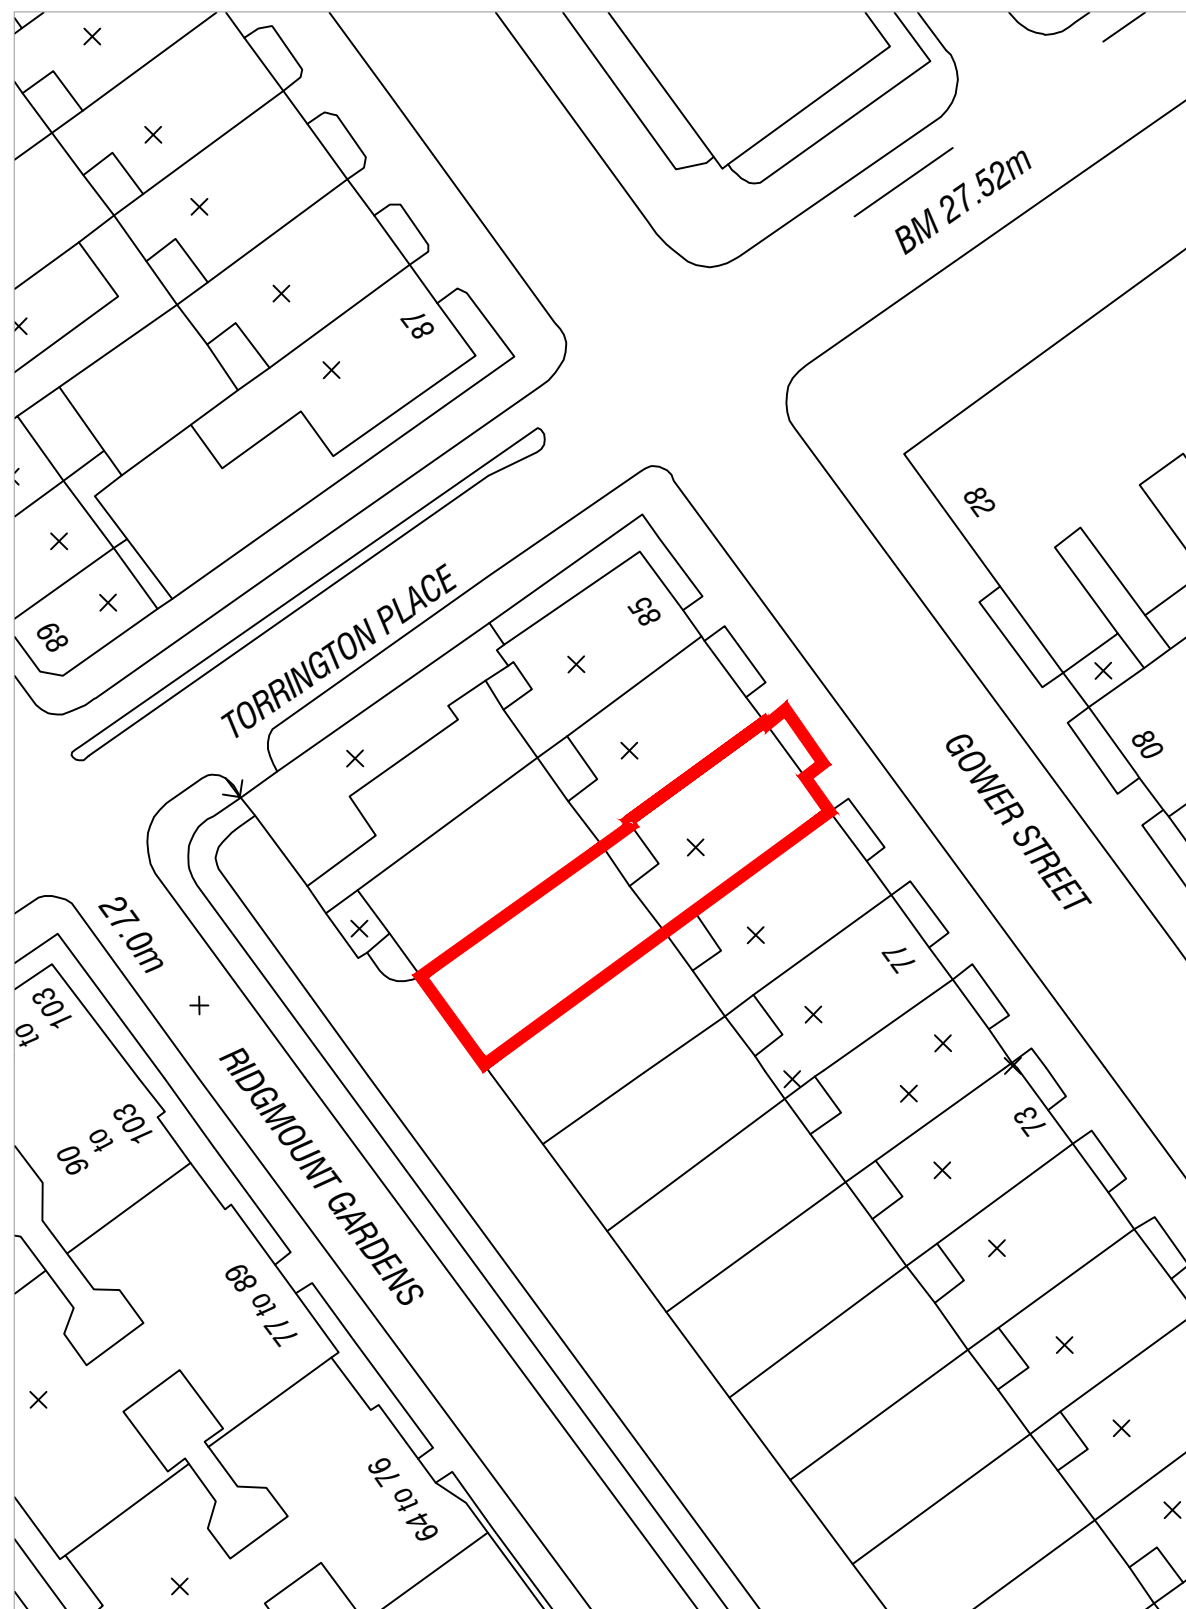 BM 27.52m
87
82
85
TORRINGTON PLACE
89
80
GOWER STREET
27.0m
77
103
to
103
to
90
RIDGMOUNT GARDENS
73
77 to 89
64 to 76